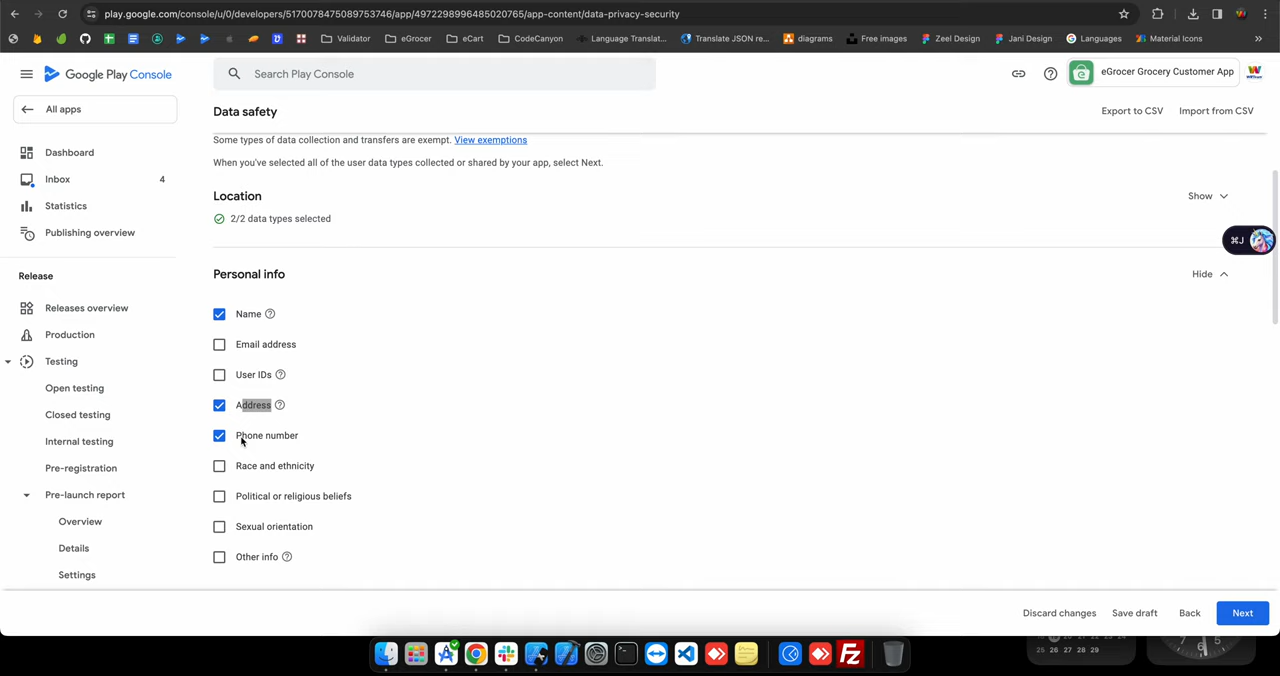 play.google.com/console/u/0/developers/5170078475089753746/app/4972298996485020765/app-content/data-privacy-security
Validator
eGrocer
eCart
CodeCanyon
Language Translat...
Translate JSON re...
diagrams
Free images
Zeel Design
Jani Design
Languages
Material Icons
»
Google Play Console
Search Play Console
eGrocer Grocery Customer App
All apps
Data safety
Export to CSV
Import from CSV
Some types of data collection and transfers are exempt. View exemptions
When you've selected all of the user data types collected or shared by your app, select Next.
Dashboard
Inbox 4
Statistics
Publishing overview
Release
Releases overview
Production
Testing
Open testing
Closed testing
Internal testing
Pre-registration
Pre-launch report
Overview
Details
Settings
Location
Show
2/2 data types selected
⌘J
Personal info
Hide
Name
Email address
User IDs
Address
Phone number
Race and ethnicity
Political or religious beliefs
Sexual orientation
Other info
Discard changes
Save draft
Back
Next
25 26 27 28 29